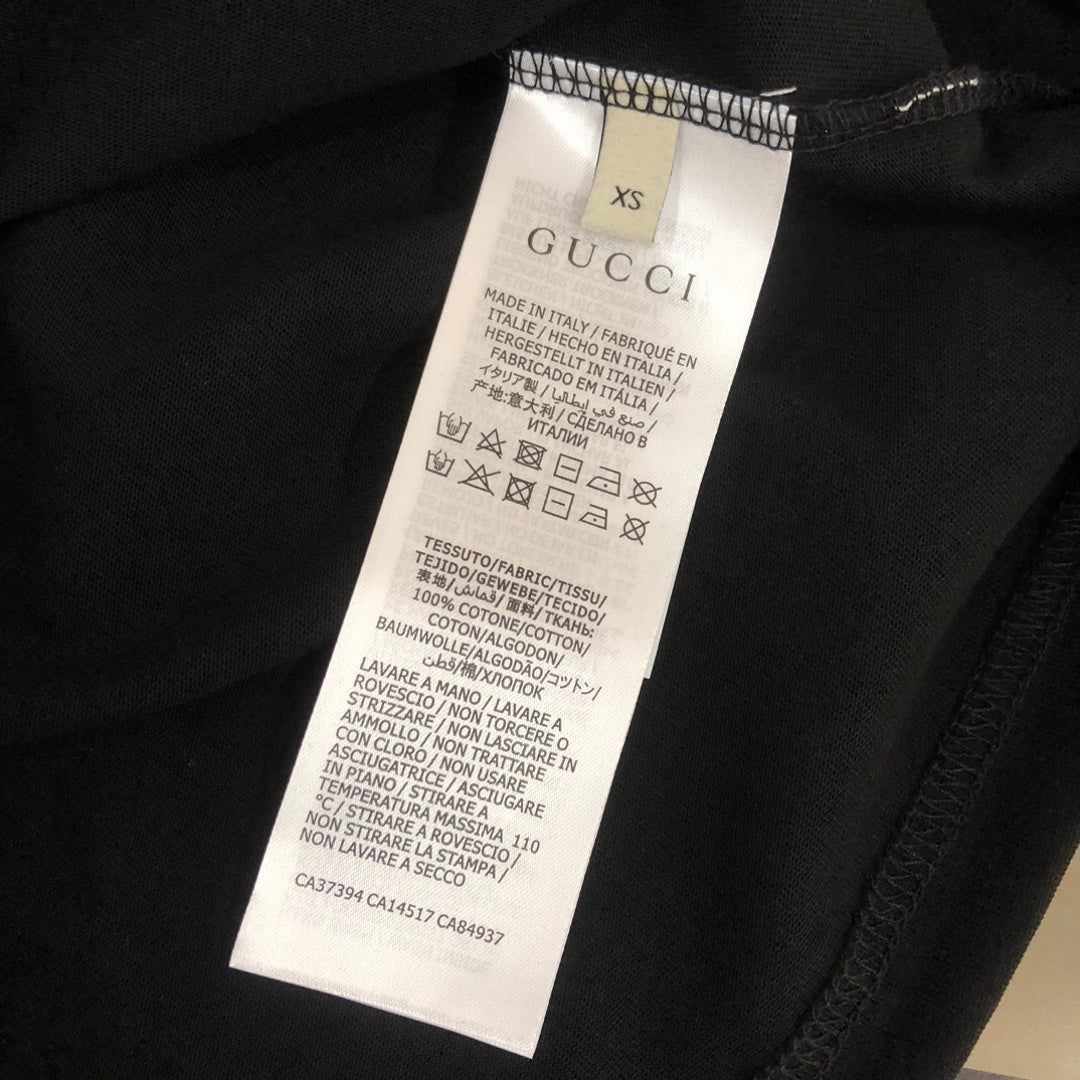 XS
GUCCI
MADE IN ITALY / FABRIQUÉ EN
ITALIE / HECHO EN ITALIA /
HERGESTELLT IN ITALIEN /
FABRICADO EM ITÁLIA /
イタリア製 / صنع في إيطاليا /
产地:意大利 / СДЕЛАНО В
ИТАЛИИ
TESSUTO/FABRIC/TISSU/
TEJIDO/GEWEBE/TECIDO/
表地/قماش/面料/ТКАНЬ:
100% COTONE/COTTON/
COTON/ALGODON/
BAUMWOLLE/ALGODÃO/コットン/
قطن/棉/ХЛОПОК
LAVARE A MANO / LAVARE A
ROVESCIO / NON TORCERE O
STRIZZARE / NON LASCIARE IN
AMMOLLO / NON TRATTARE
CON CLORO / NON USARE
ASCIUGATRICE / ASCIUGARE
IN PIANO / STIRARE A
TEMPERATURA MASSIMA 110
°C / STIRARE A ROVESCIO /
NON STIRARE LA STAMPA /
NON LAVARE A SECCO
CA37394 CA14517 CA84937